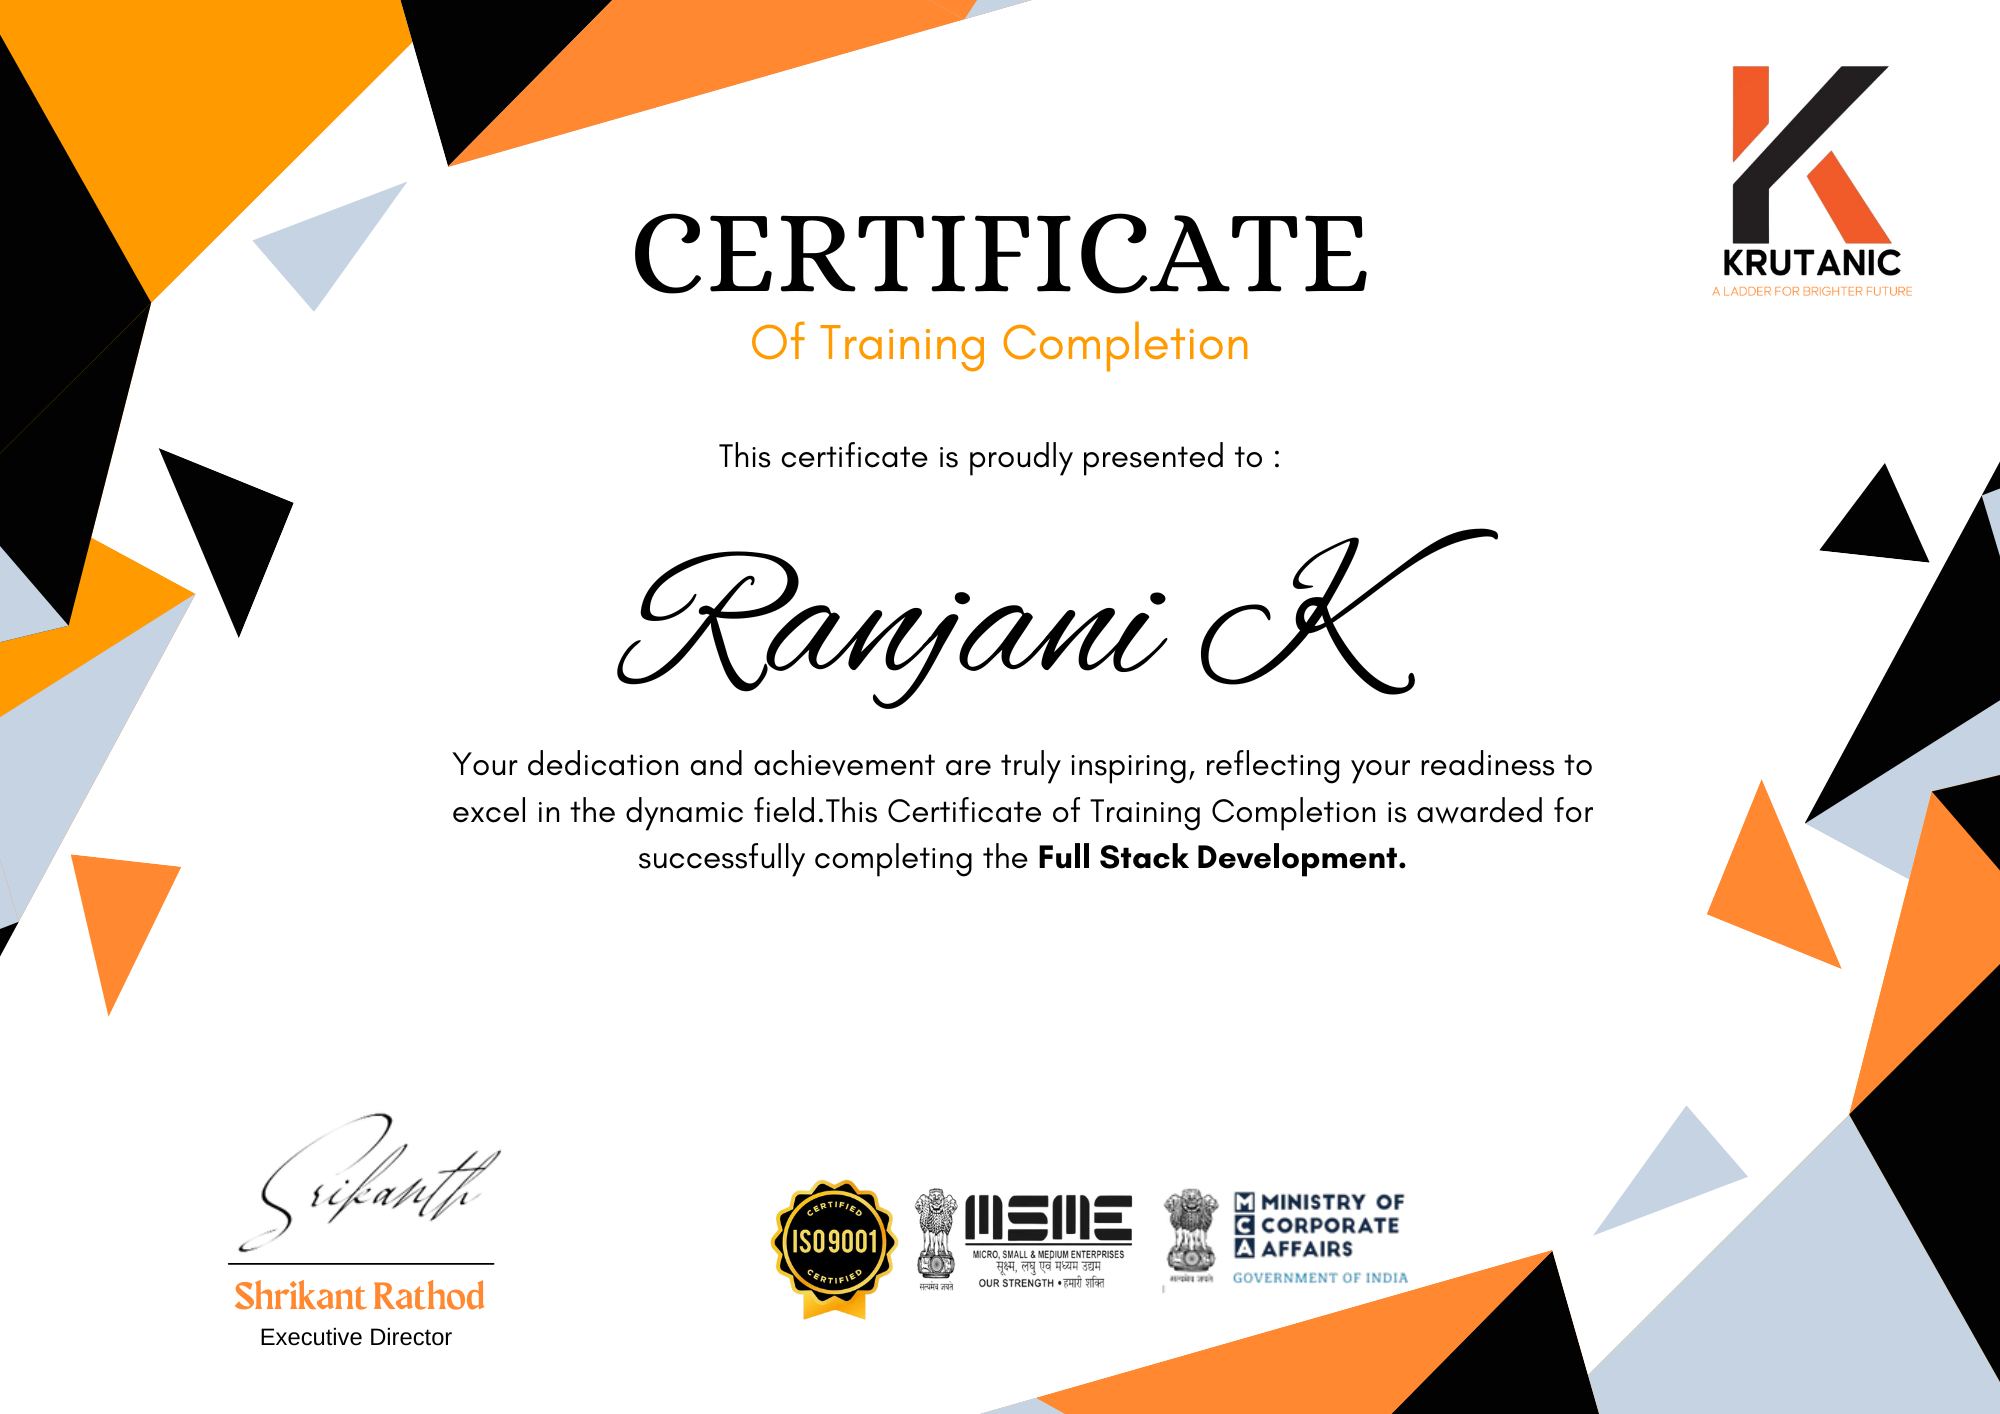 KRUTANIC
A LADDER FOR BRIGHTER FUTURE
CERTIFICATE
Of Training Completion
This certificate is proudly presented to :
Ranjani K
Your dedication and achievement are truly inspiring, reflecting your readiness to
excel in the dynamic field.This Certificate of Training Completion is awarded for
successfully completing the Full Stack Development.
Srikanth
Shrikant Rathod
Executive Director
CERTIFIED
ISO9001
CERTIFIED
सत्यमेव जयते
MSME
MICRO, SMALL & MEDIUM ENTERPRISES
सूक्ष्म, लघु एवं मध्यम उद्यम
OUR STRENGTH • हमारी शक्ति
सत्यमेव जयते
MCA
MINISTRY OF
CORPORATE
AFFAIRS
GOVERNMENT OF INDIA